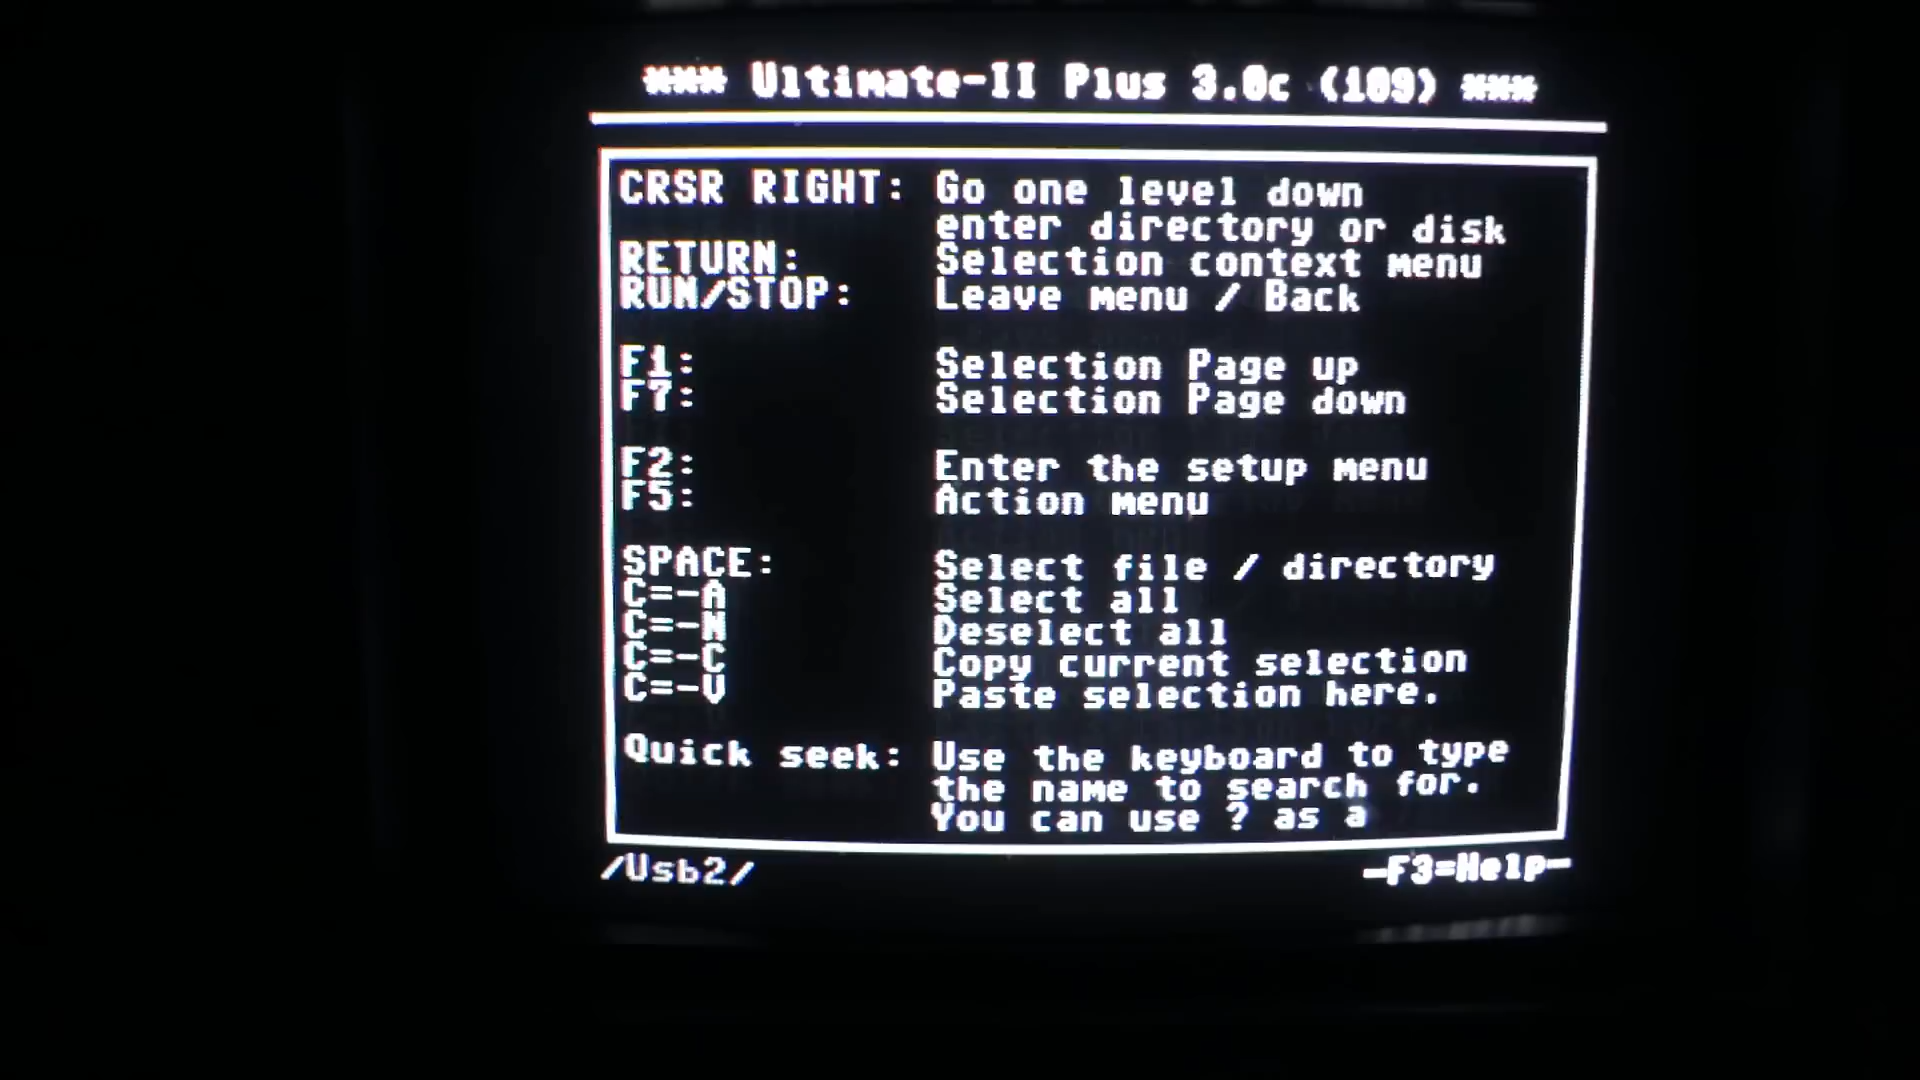 *** Ultimate-II Plus 3.0c (109) ***
CRSR RIGHT: Go one level down
enter directory or disk
RETURN: Selection context menu
RUN/STOP: Leave menu / Back
F1: Selection Page up
F7: Selection Page down
F2: Enter the setup menu
F5: Action menu
SPACE: Select file / directory
C=-A Select all
C=-N Deselect all
C=-C Copy current selection
C=-V Paste selection here.
Quick seek: Use the keyboard to type
the name to search for.
You can use ? as a
/Usb2/ -F3=Help-